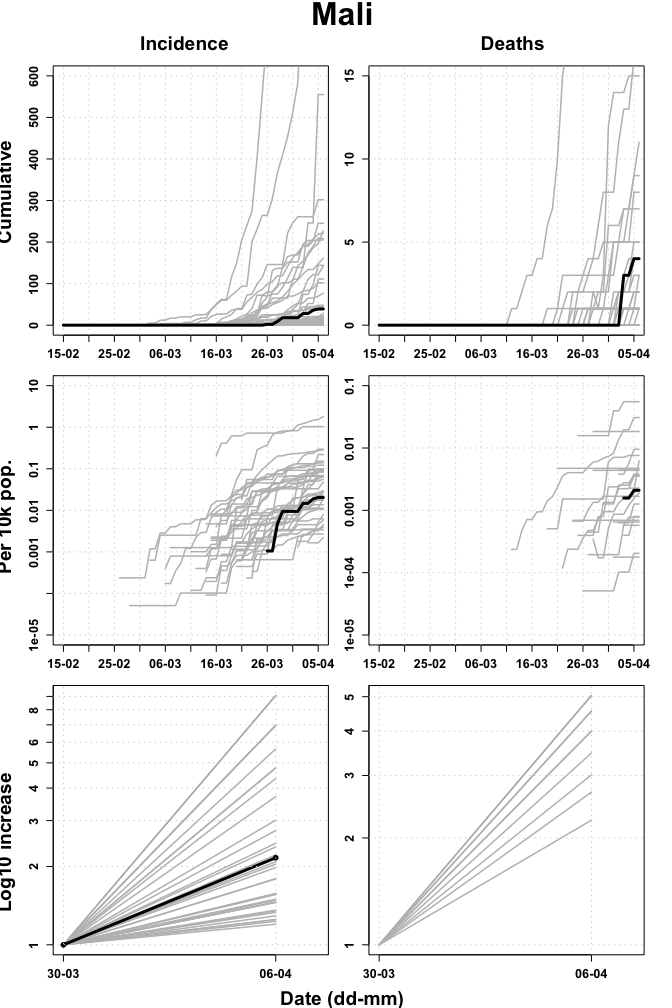 Mali
Incidence
Deaths
Cumulative
0 100 200 300 400 500 600
15-02 25-02 06-03 16-03 26-03 05-04
0 5 10 15
15-02 25-02 06-03 16-03 26-03 05-04
Per 10k pop.
1e-05 0.001 0.01 0.1 1 10
15-02 25-02 06-03 16-03 26-03 05-04
1e-05 1e-04 0.001 0.01 0.1
15-02 25-02 06-03 16-03 26-03 05-04
Log10 increase
1 2 3 4 5 6 8
30-03 06-04
1 2 3 4 5
30-03 06-04
Date (dd-mm)